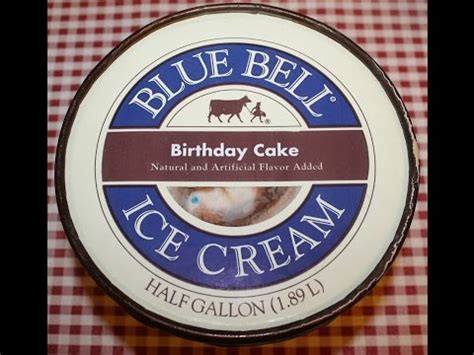 BLUE BELL
®
Birthday Cake
Natural and Artificial Flavor Added
ICE CREAM
HALF GALLON (1.89 L)